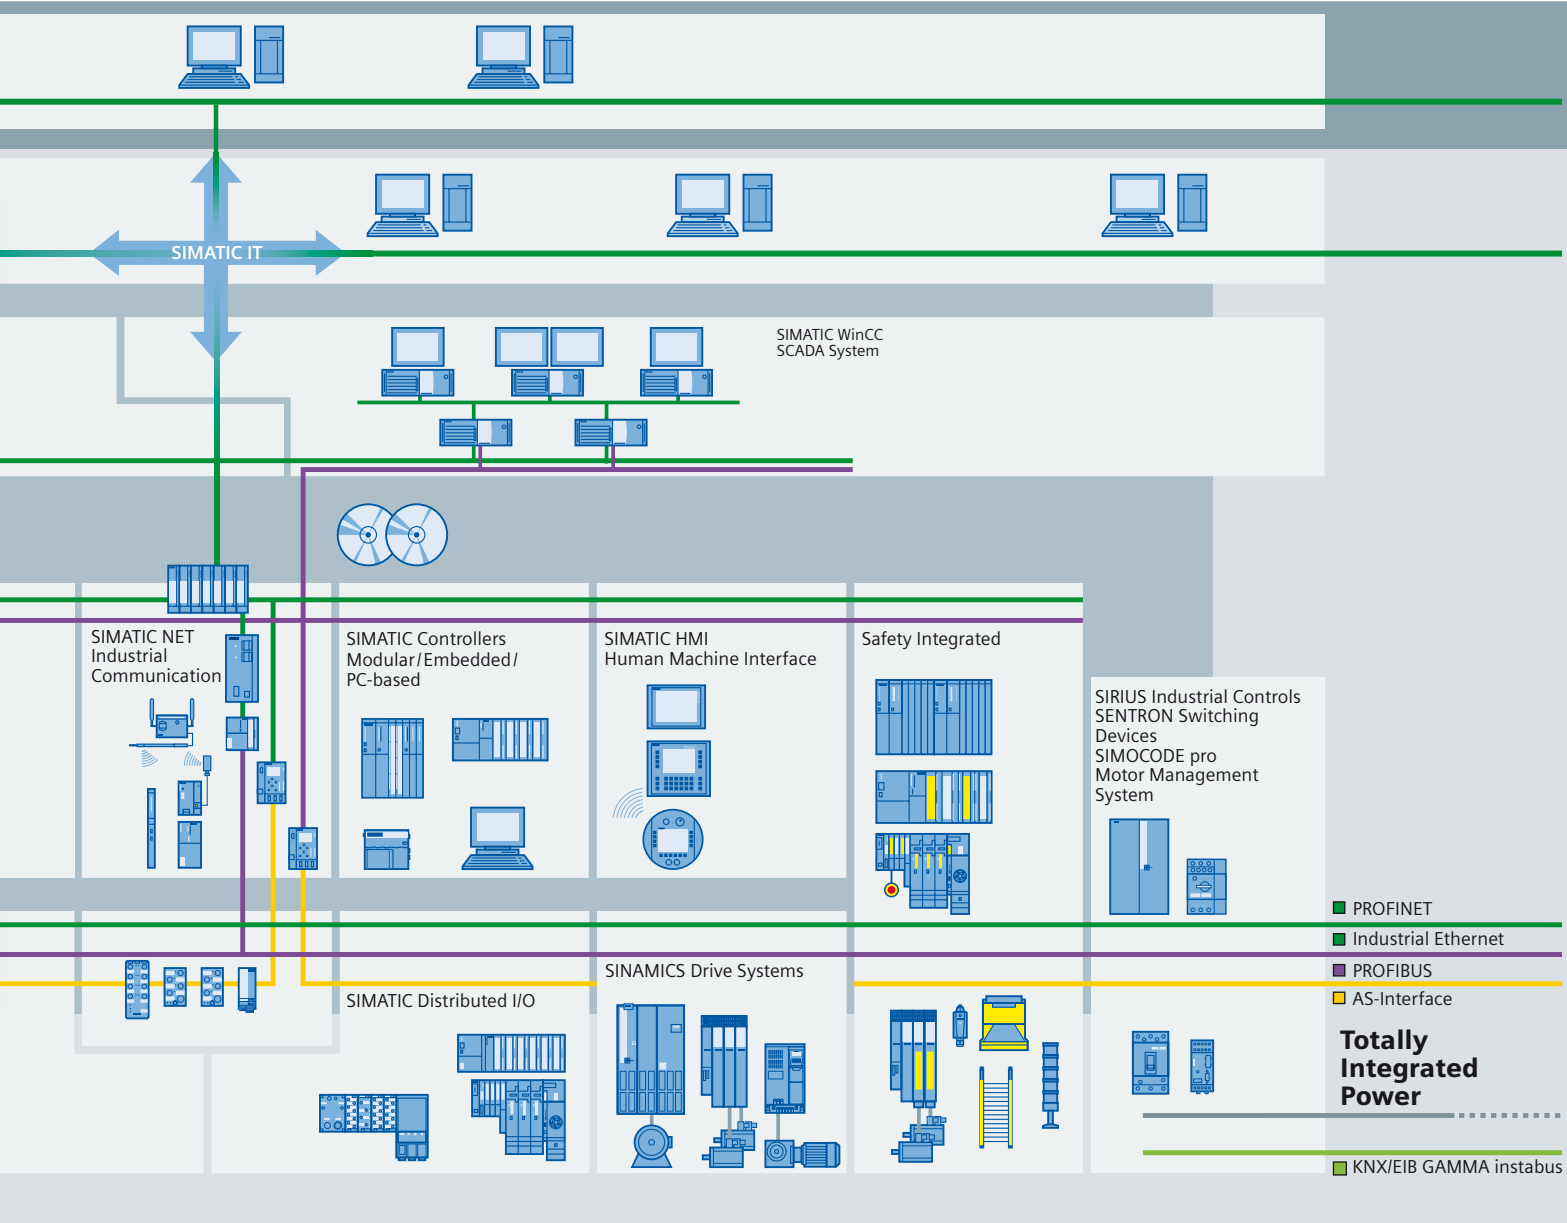 SIMATIC IT
SIMATIC WinCC
SCADA System
SIMATIC NET
Industrial
Communication
SIMATIC Controllers
Modular/Embedded/
PC-based
SIMATIC HMI
Human Machine Interface
Safety Integrated
SIRIUS Industrial Controls
SENTRON Switching
Devices
SIMOCODE pro
Motor Management
System
PROFINET
Industrial Ethernet
PROFIBUS
AS-Interface
SIMATIC Distributed I/O
SINAMICS Drive Systems
Totally
Integrated
Power
KNX/EIB GAMMA instabus